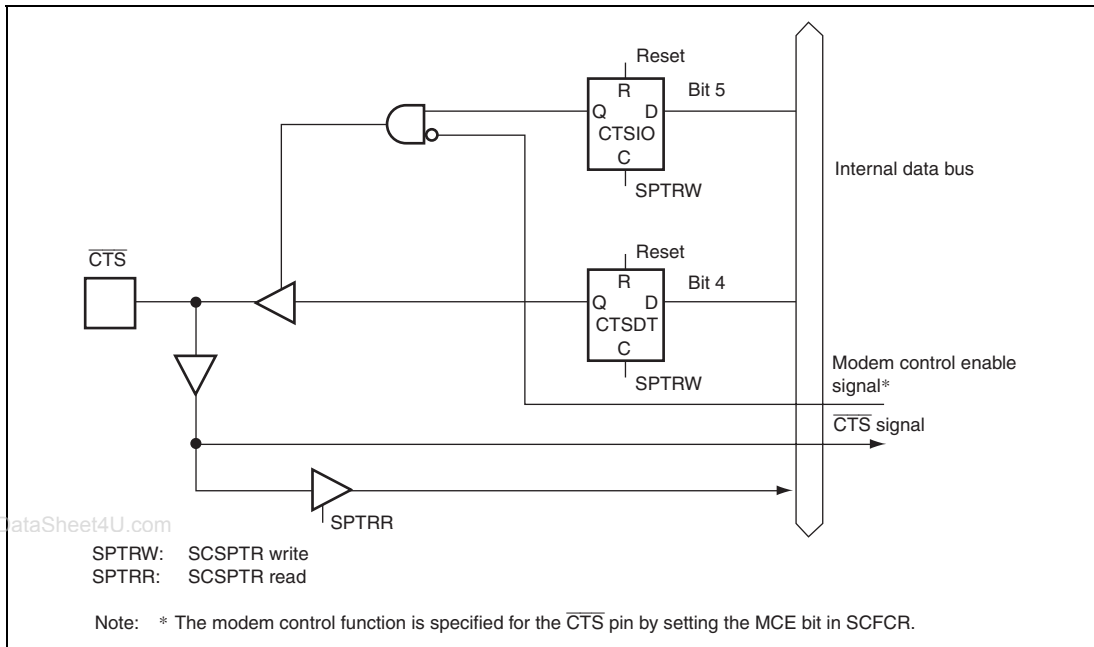 Reset
R
Bit 5
Q D
CTSIO
C
SPTRW
Internal data bus
CTS
Reset
R
Bit 4
Q D
CTSDT
C
SPTRW
Modem control enable
signal*
CTS signal
SPTRR
DataSheet4U.com
SPTRW: SCSPTR write
SPTRR: SCSPTR read
Note: * The modem control function is specified for the CTS pin by setting the MCE bit in SCFCR.